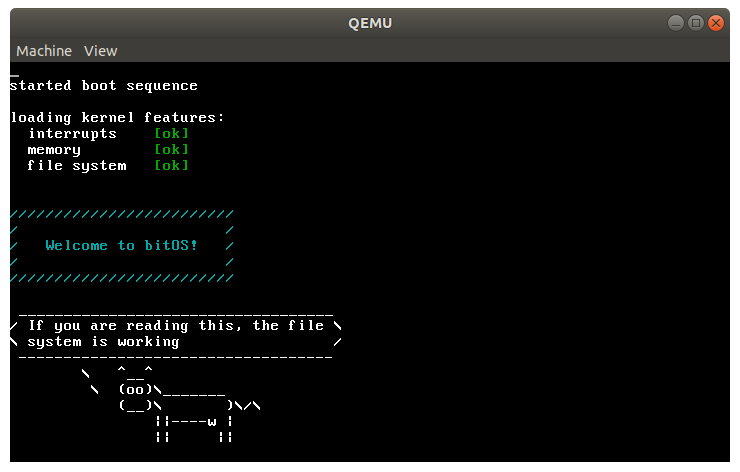 QEMU
Machine View
started boot sequence
loading kernel features:
  interrupts    [ok]
  memory        [ok]
  file system   [ok]
/////////////////////////
/                       /
/   Welcome to bitOS!   /
/                       /
/////////////////////////
 ___________________________________
/ If you are reading this, the file \
\ system is working                 /
 -----------------------------------
        \   ^__^
         \  (oo)\_______
            (__)\       )\/\
                ||----w |
                ||     ||